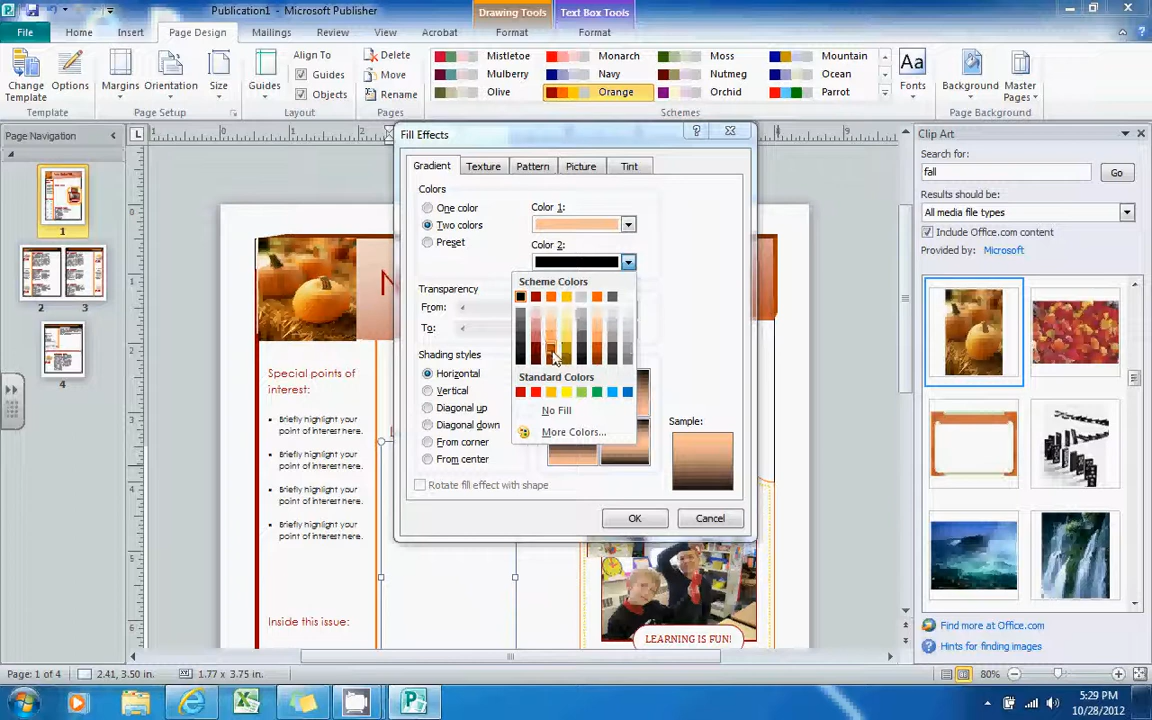 Publication1 - Microsoft Publisher
Drawing Tools
Text Box Tools
File
Home
Insert
Page Design
Mailings
Review
View
Acrobat
Format
Format
Change
Template
Options
Template
Margins
Orientation
Size
Page Setup
Guides
Align To
Guides
Objects
Layout
Delete
Move
Rename
Pages
Mistletoe
Monarch
Moss
Mountain
Mulberry
Navy
Nutmeg
Ocean
Olive
Orange
Orchid
Parrot
Schemes
Fonts
Background
Master
Pages
Page Background
Page Navigation
1
2
3
4
Fill Effects
Gradient
Texture
Pattern
Picture
Tint
Colors
One color
Two colors
Preset
Color 1:
Color 2:
Scheme Colors
Standard Colors
No Fill
More Colors...
Transparency
From:
To:
Shading styles
Horizontal
Vertical
Diagonal up
Diagonal down
From corner
From center
Sample:
Rotate fill effect with shape
OK
Cancel
Special points of
interest:
Briefly highlight your
point of interest here.
Briefly highlight your
point of interest here.
Briefly highlight your
point of interest here.
Briefly highlight your
point of interest here.
Inside this issue:
LEARNING IS FUN!
Clip Art
Search for:
fall
Go
Results should be:
All media file types
Include Office.com content
Provided by: Microsoft
Find more at Office.com
Hints for finding images
Page: 1 of 4
2.41, 3.50 in.
1.77 x 3.75 in.
80%
5:29 PM
10/28/2012